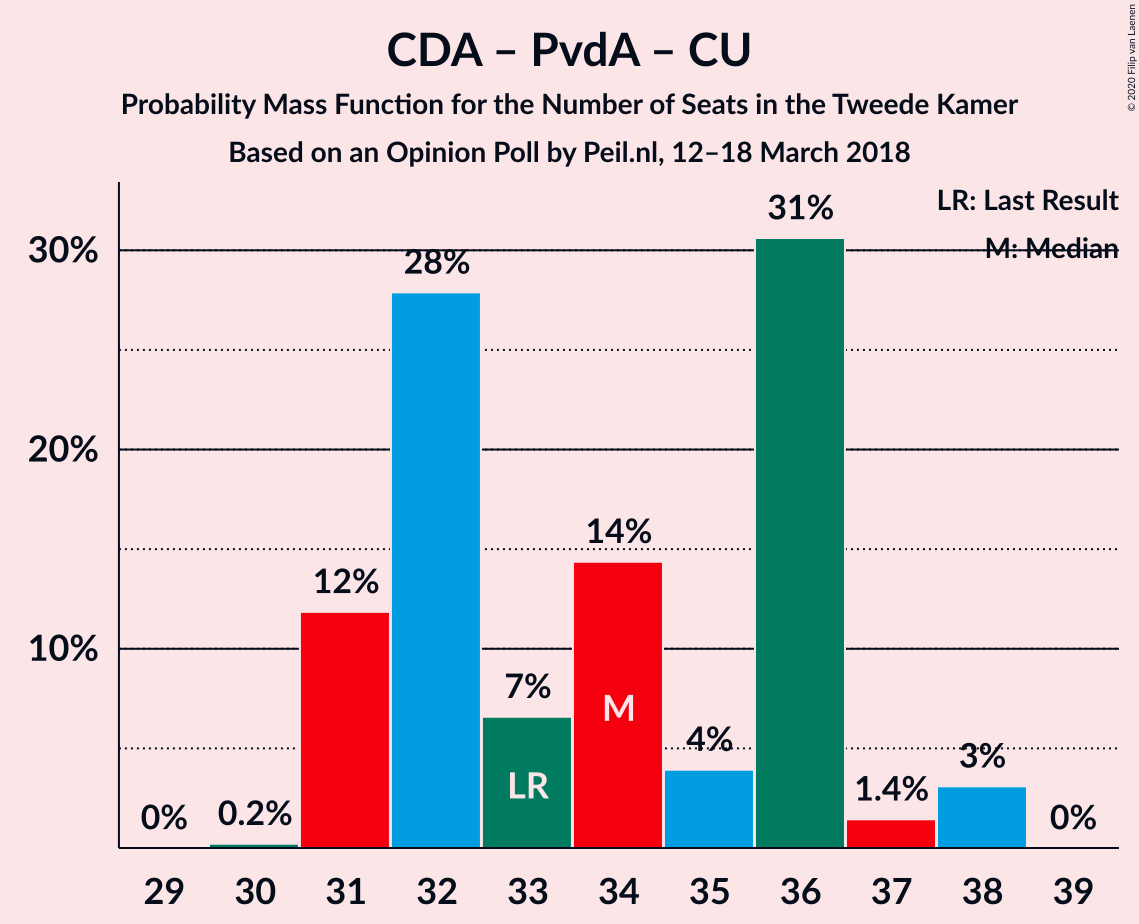 CDA – PvdA – CU
Probability Mass Function for the Number of Seats in the Tweede Kamer
Based on an Opinion Poll by Peil.nl, 12–18 March 2018
© 2020 Filip van Laenen
LR: Last Result
M: Median
30%
20%
10%
0%
0.2%
12%
28%
7%
14%
4%
31%
1.4%
3%
0%
LR
M
29 30 31 32 33 34 35 36 37 38 39